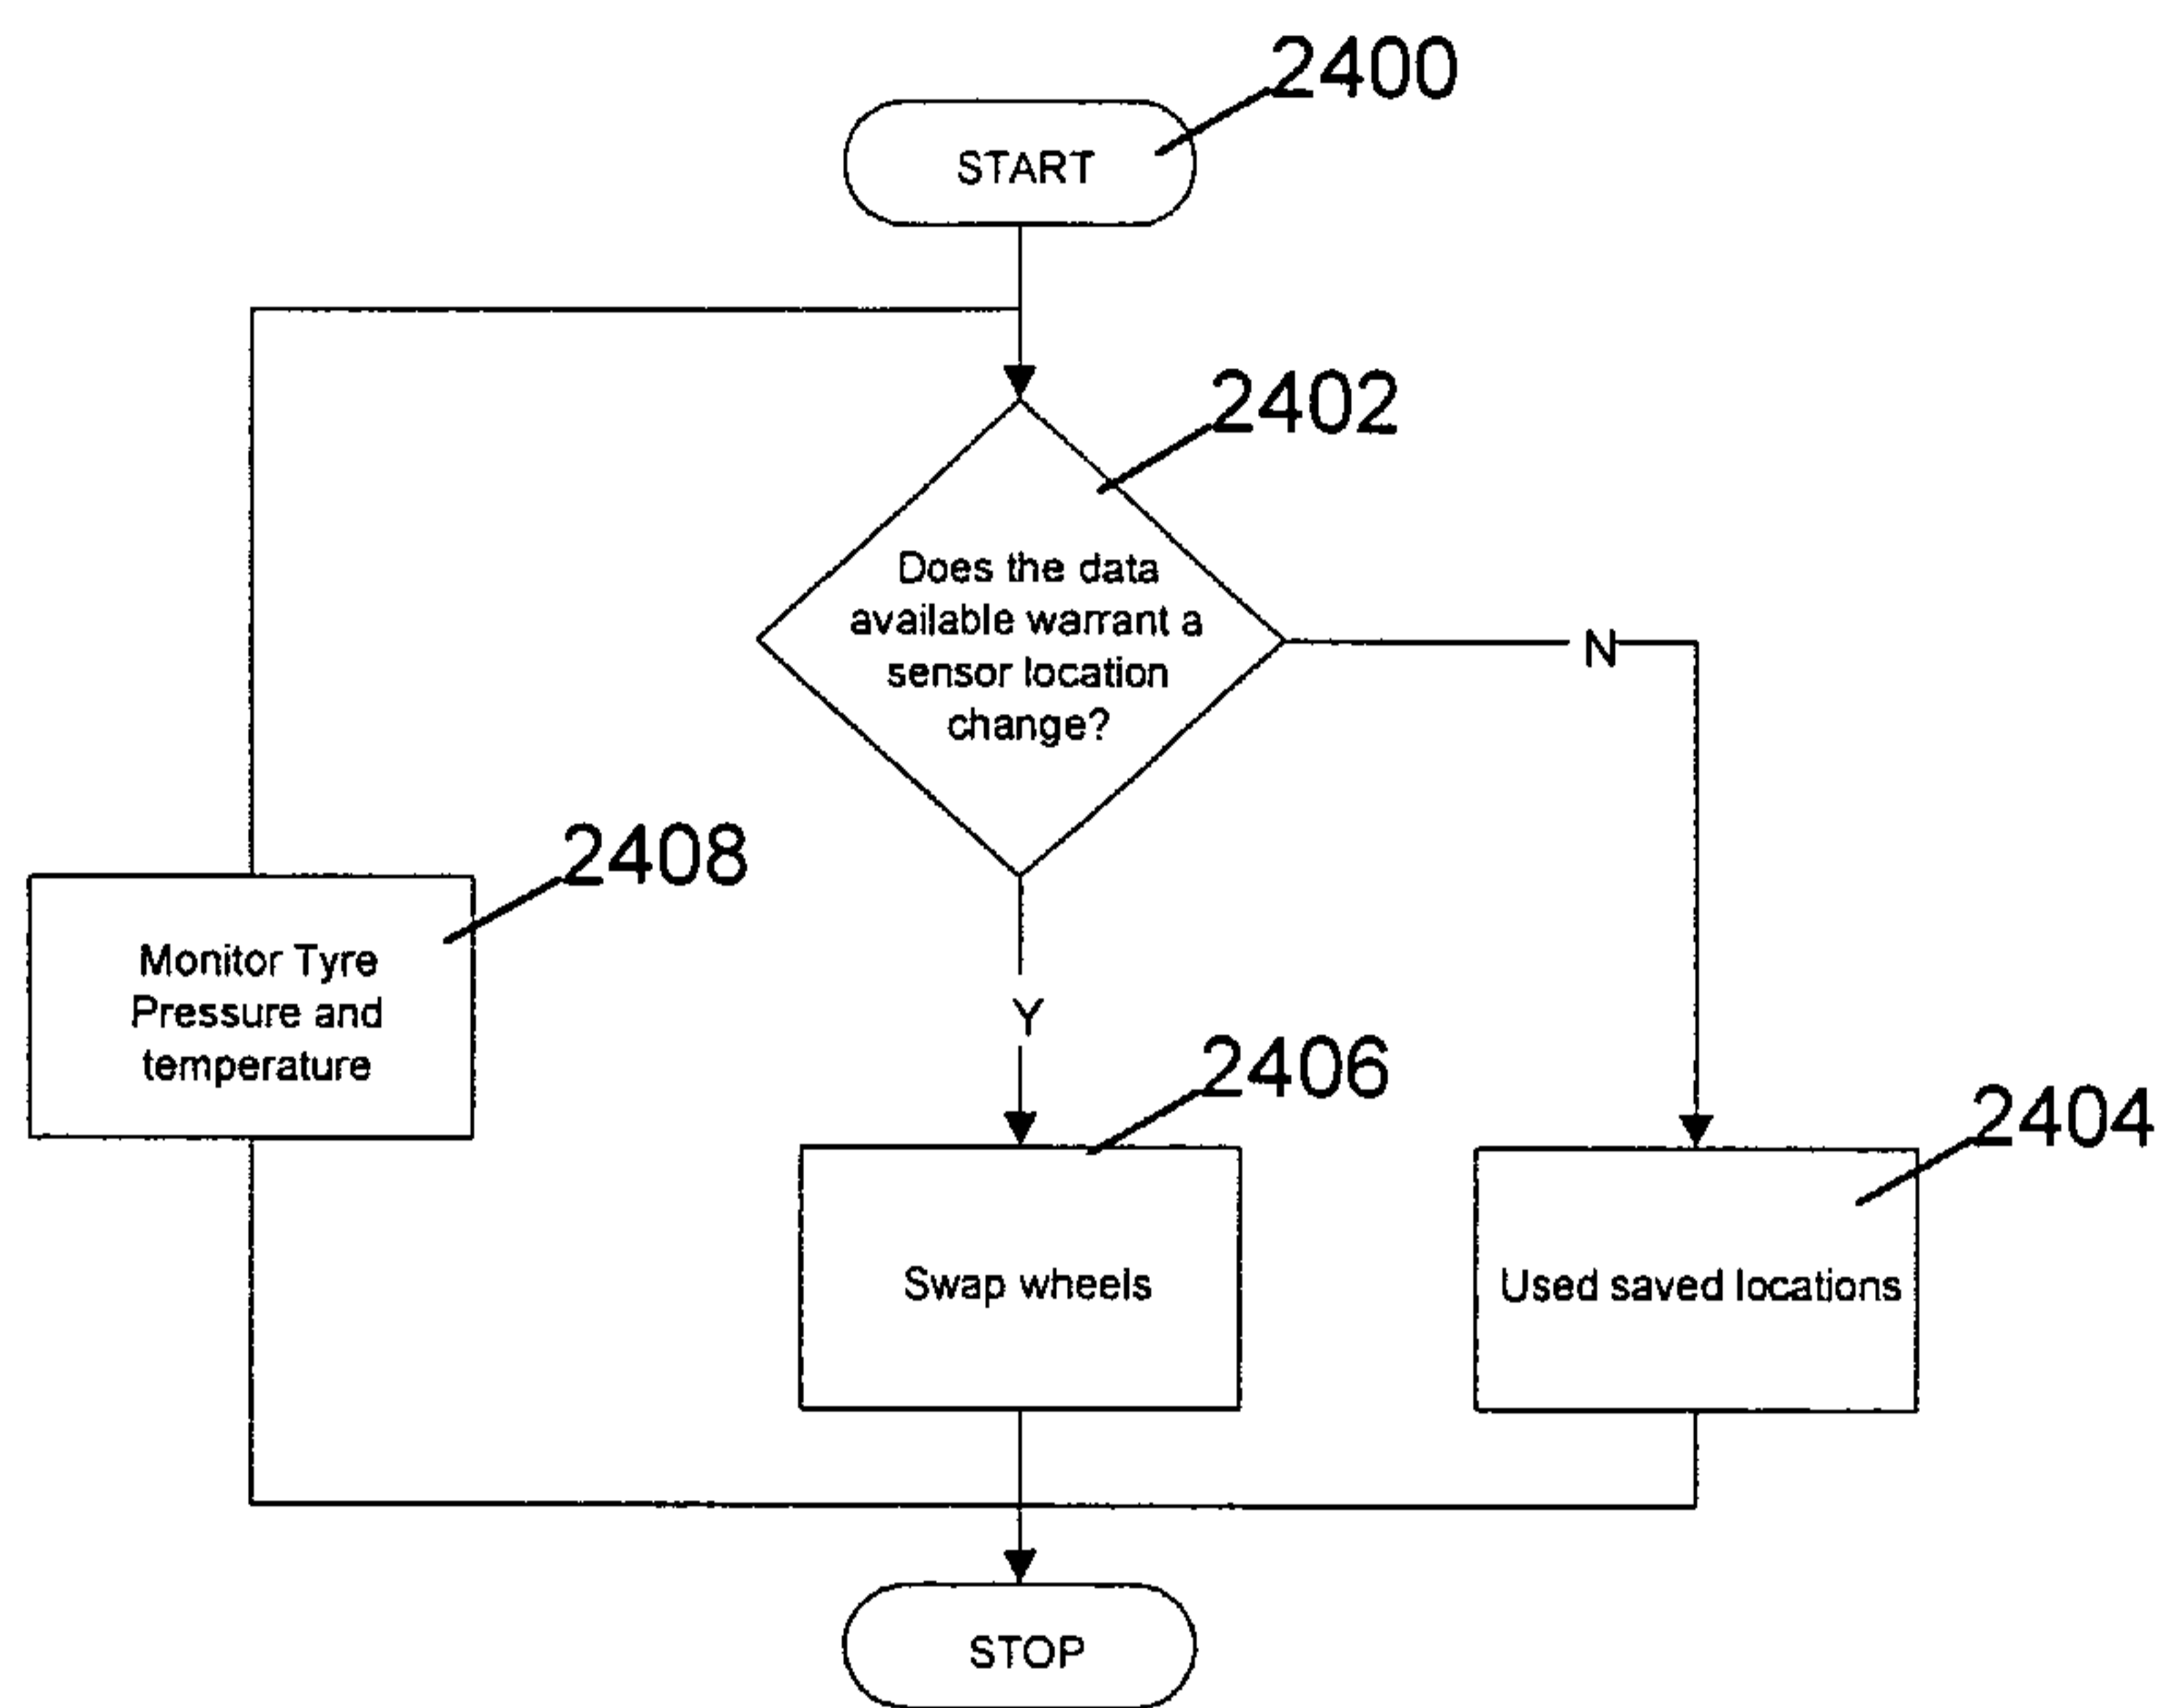 2400
START
2402
Does the data
available warrant a
sensor location
change?
N
2408
Monitor Tyre
Pressure and
temperature
Y
2406
Swap wheels
2404
Used saved locations
STOP